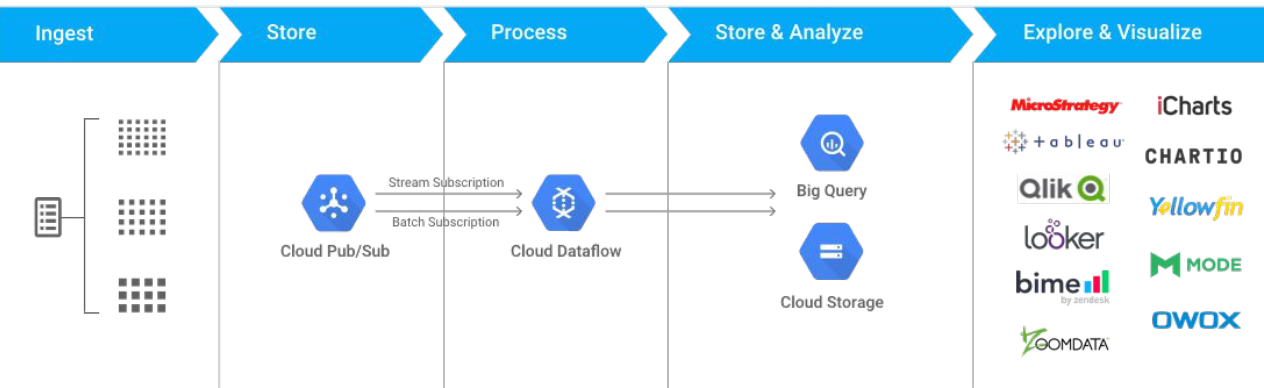 Ingest
Store
Process
Store & Analyze
Explore & Visualize
Stream Subscription
Batch Subscription
Cloud Pub/Sub
Cloud Dataflow
Big Query
Cloud Storage
MicroStrategy
iCharts
+ableau
CHARTIO
Qlik
Yellowfin
looker
MODE
bime
by zendesk
OWOX
ZOOMDATA